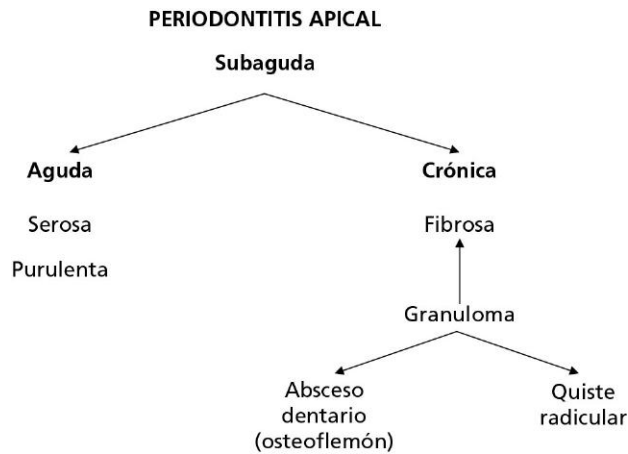 PERIODONTITIS APICAL
Subaguda
Aguda
Crónica
Serosa
Fibrosa
Purulenta
Granuloma
Absceso
dentario
(osteoflemón)
Quiste
radicular